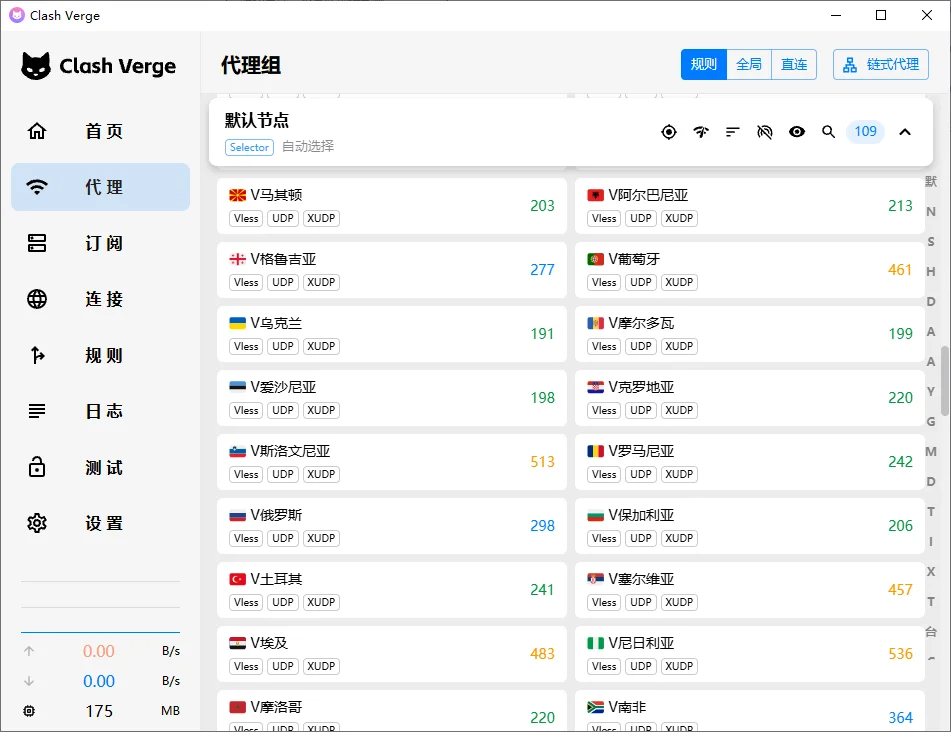 Clash Verge
Clash Verge
首页
代理
订阅
连接
规则
日志
测试
设置
0.00 B/s
0.00 B/s
175 MB
代理组
规则 全局 直连 链式代理
默认节点
Selector 自动选择
109
V马其顿
Vless UDP XUDP
203
V阿尔巴尼亚
Vless UDP XUDP
213
V格鲁吉亚
Vless UDP XUDP
277
V葡萄牙
Vless UDP XUDP
461
V乌克兰
Vless UDP XUDP
191
V摩尔多瓦
Vless UDP XUDP
199
V爱沙尼亚
Vless UDP XUDP
198
V克罗地亚
Vless UDP XUDP
220
V斯洛文尼亚
Vless UDP XUDP
513
V罗马尼亚
Vless UDP XUDP
242
V俄罗斯
Vless UDP XUDP
298
V保加利亚
Vless UDP XUDP
206
V土耳其
Vless UDP XUDP
241
V塞尔维亚
Vless UDP XUDP
457
V埃及
Vless UDP XUDP
483
V尼日利亚
Vless UDP XUDP
536
V摩洛哥
Vless UDP XUDP
220
V南非
Vless UDP XUDP
364
默
N
S
H
D
A
A
Y
G
M
D
T
I
X
T
台